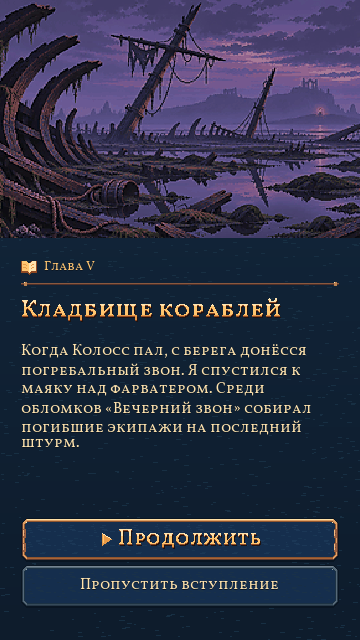 Глава V
Кладбище кораблей
Когда Колосс пал, с берега донёсся
погребальный звон. Я спустился к
маяку над фарватером. Среди
обломков «Вечерний звон» собирал
погибшие экипажи на последний
штурм.
Продолжить
Пропустить вступление